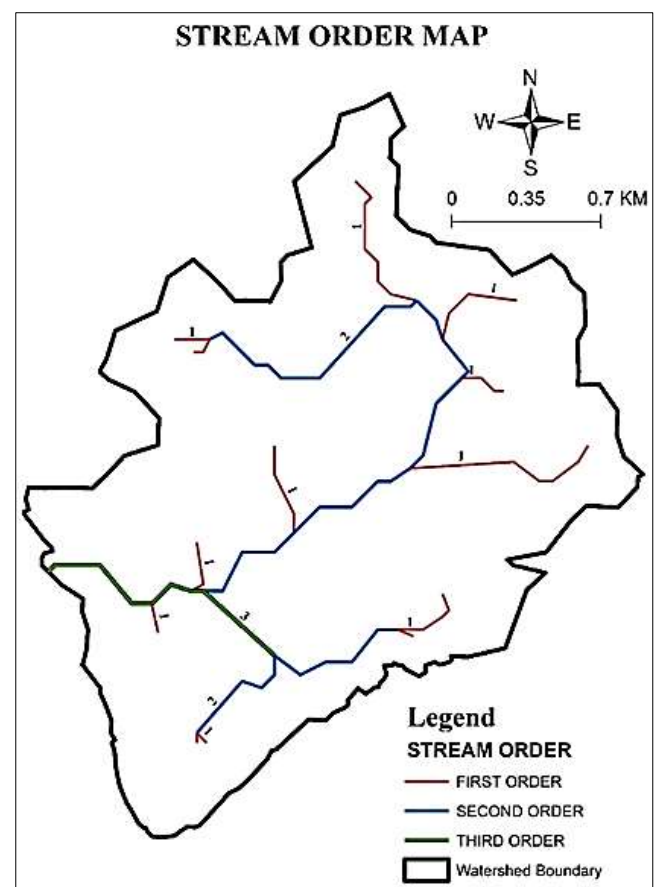 STREAM ORDER MAP
N
W E
S
0 0.35 0.7 KM
1
1
1
2
1
1
1
1
1
3
1
2
1
Legend
STREAM ORDER
FIRST ORDER
SECOND ORDER
THIRD ORDER
Watershed Boundary